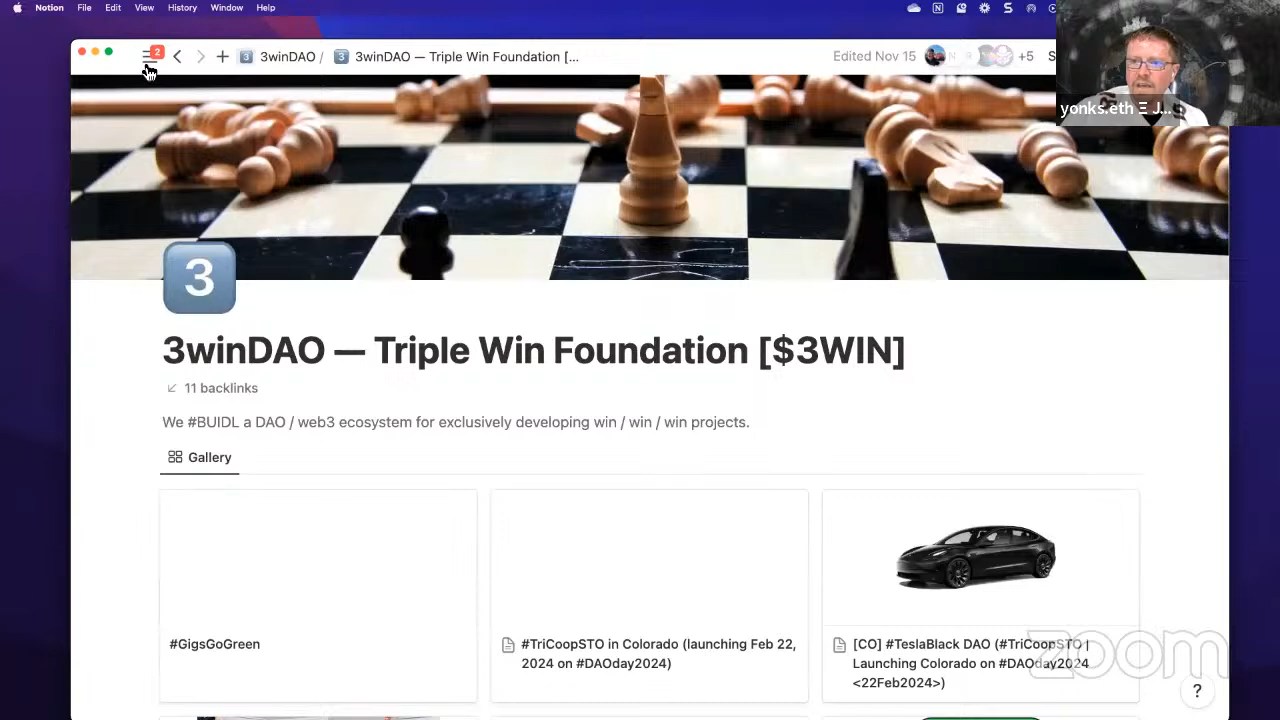 Notion File Edit View History Window Help
2
3winDAO / 3winDAO — Triple Win Foundation [...
Edited Nov 15
+5
yonks.eth Ξ J...
3
3winDAO — Triple Win Foundation [$3WIN]
11 backlinks
We #BUIDL a DAO / web3 ecosystem for exclusively developing win / win / win projects.
Gallery
#GigsGoGreen
#TriCoopSTO in Colorado (launching Feb 22,
2024 on #DAOday2024)
[CO] #TeslaBlack DAO (#TriCoopSTO |
Launching Colorado on #DAOday2024
<22Feb2024>)
zoom
?